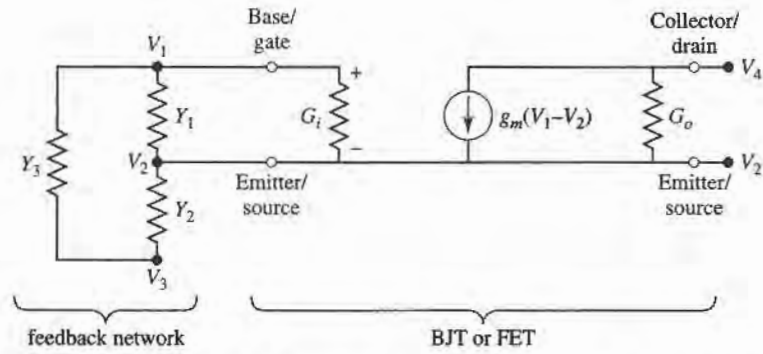 Base/
gate
Collector/
drain
V1
+
V4
Y1
Gi
gm(V1–V2)
Go
Y3
V2
–
V2
Emitter/
source
Emitter/
source
Y2
V3
feedback network
BJT or FET